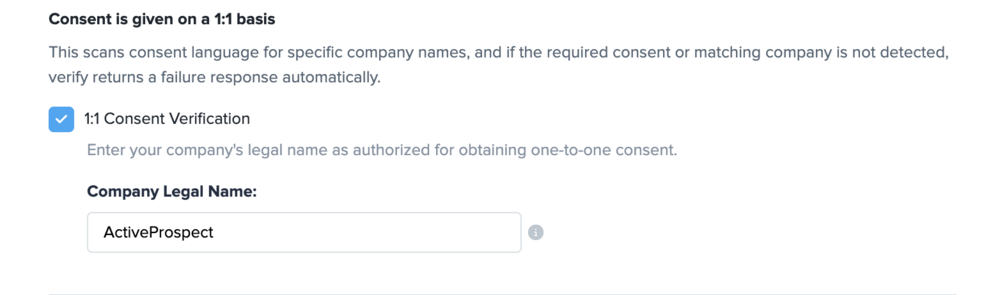 Consent is given on a 1:1 basis
This scans consent language for specific company names, and if the required consent or matching company is not detected,
verify returns a failure response automatically.
1:1 Consent Verification
Enter your company's legal name as authorized for obtaining one-to-one consent.
Company Legal Name:
ActiveProspect